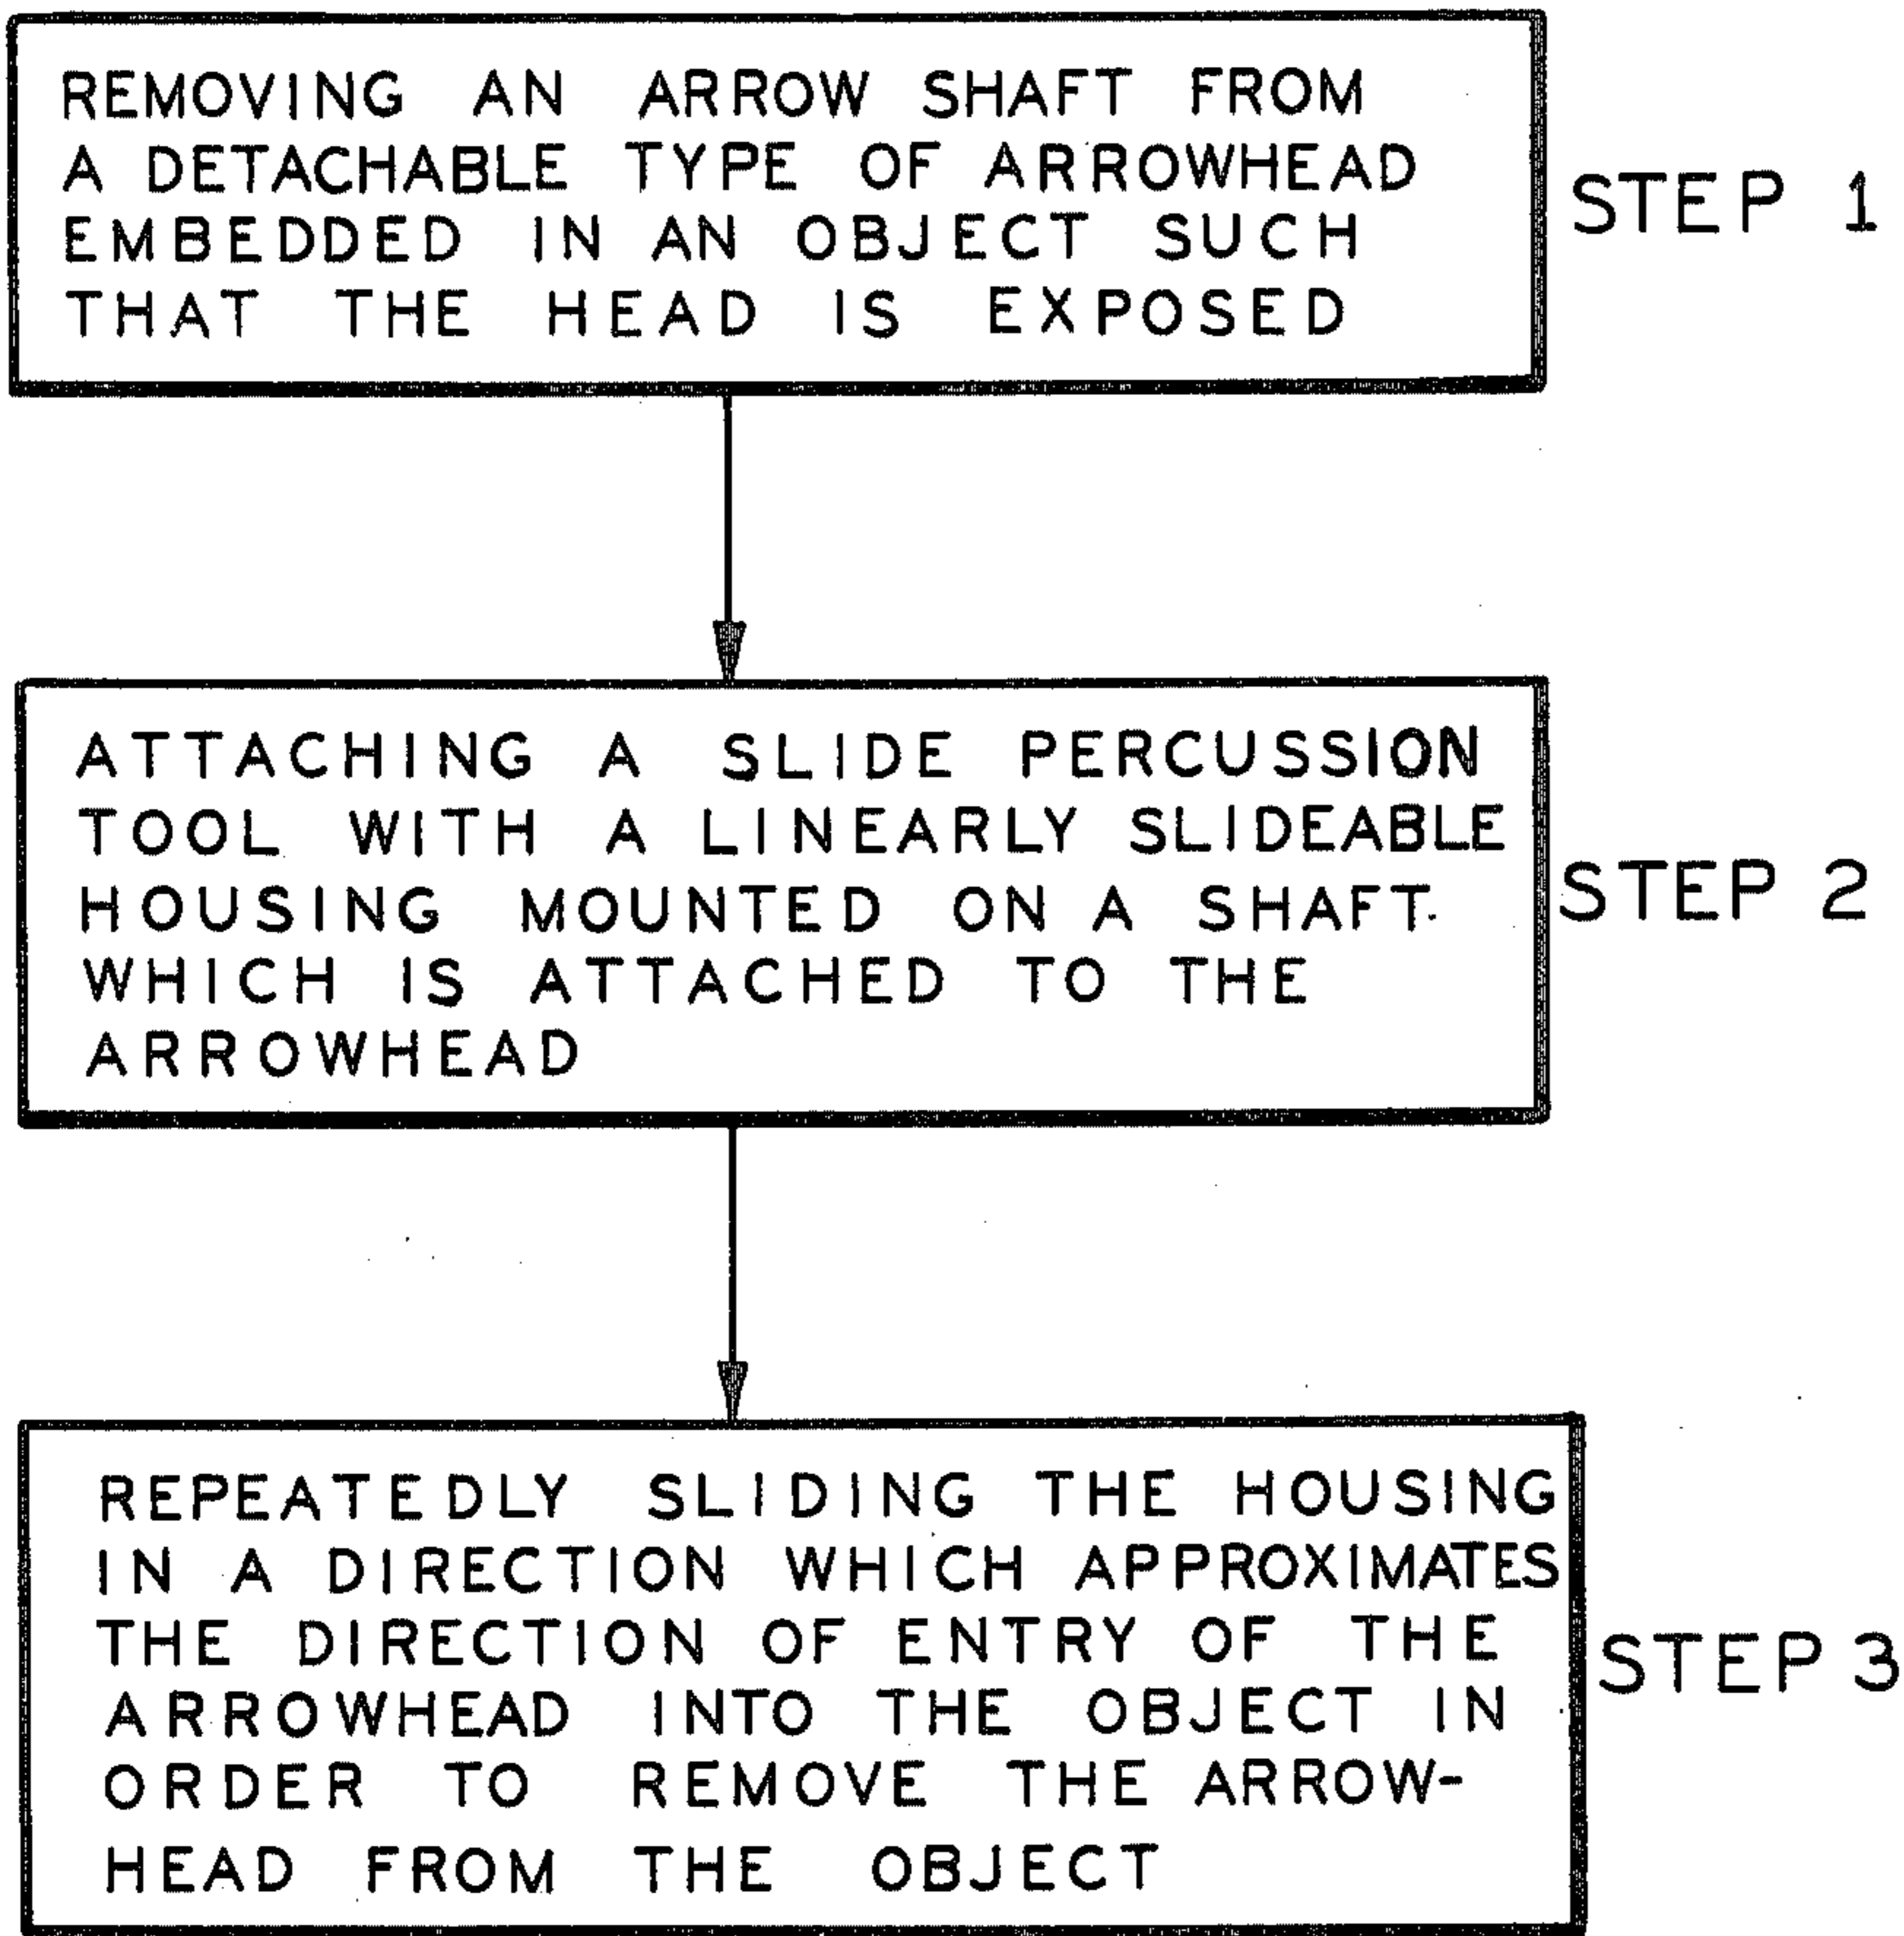 REMOVING AN ARROW SHAFT FROM
A DETACHABLE TYPE OF ARROWHEAD
EMBEDDED IN AN OBJECT SUCH
THAT THE HEAD IS EXPOSED
STEP 1
ATTACHING A SLIDE PERCUSSION
TOOL WITH A LINEARLY SLIDEABLE
HOUSING MOUNTED ON A SHAFT
WHICH IS ATTACHED TO THE
ARROWHEAD
STEP 2
REPEATEDLY SLIDING THE HOUSING
IN A DIRECTION WHICH APPROXIMATES
THE DIRECTION OF ENTRY OF THE
ARROWHEAD INTO THE OBJECT IN
ORDER TO REMOVE THE ARROW-
HEAD FROM THE OBJECT
STEP 3